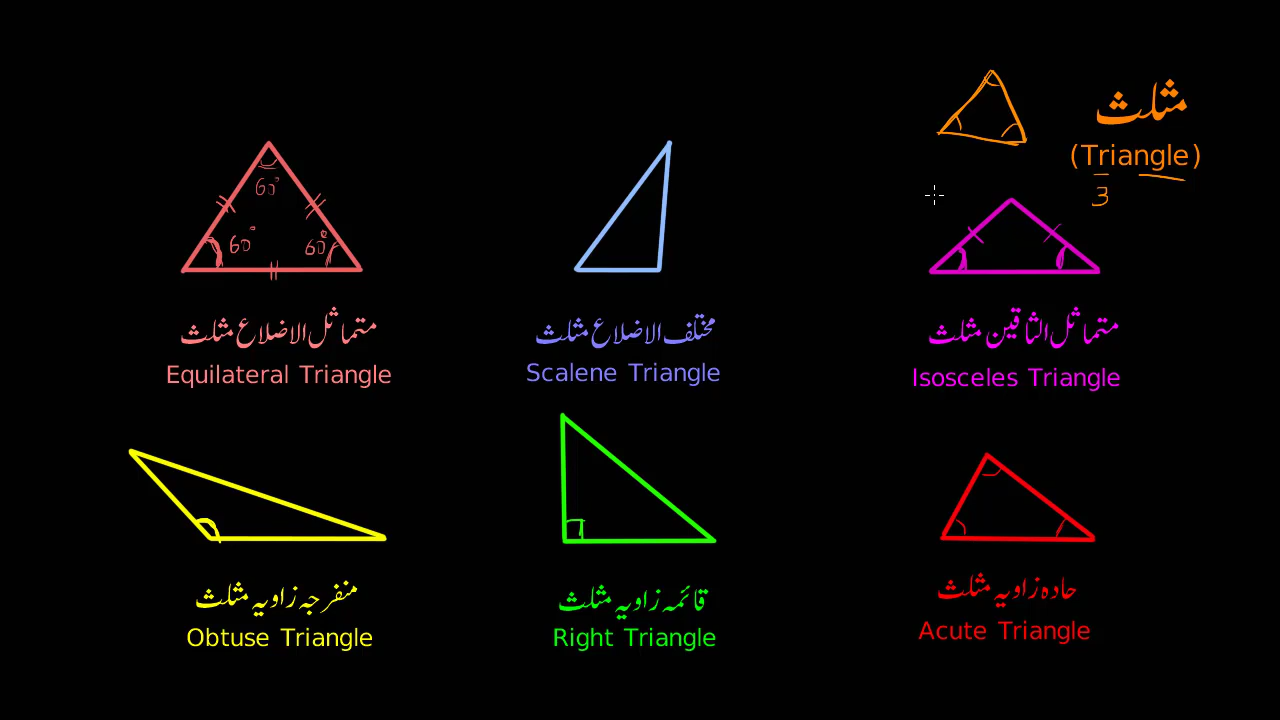 مثلث
(Triangle)
3
60°
60°
60°
متماثل الاضلاع مثلث
Equilateral Triangle
مختلف الاضلاع مثلث
Scalene Triangle
متماثل الثاقین مثلث
Isosceles Triangle
منفرجہ زاویہ مثلث
Obtuse Triangle
قائمہ زاویہ مثلث
Right Triangle
حادہ زاویہ مثلث
Acute Triangle